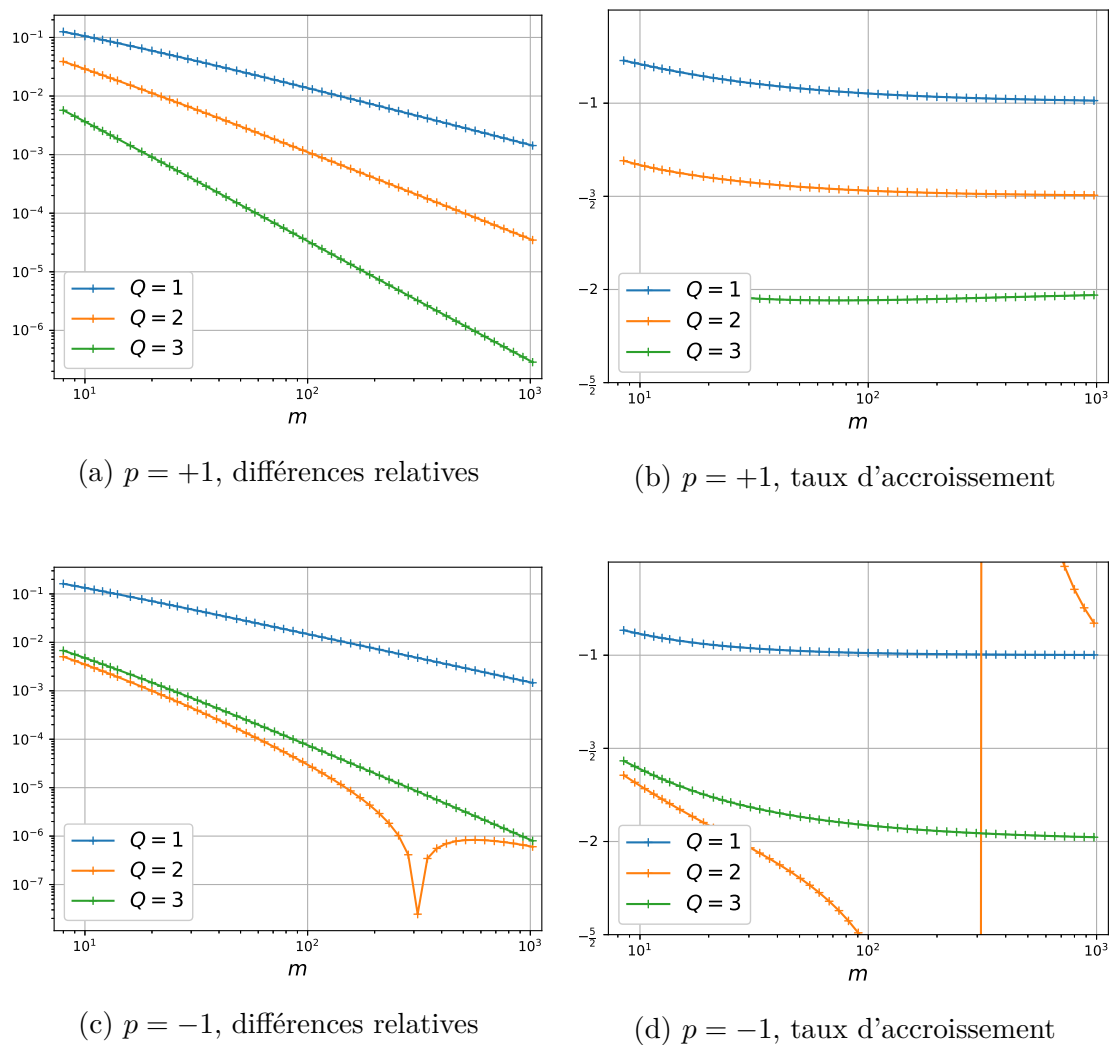 10⁻¹
10⁻²
10⁻³
10⁻⁴
10⁻⁵
10⁻⁶
Q = 1
Q = 2
Q = 3
10¹ 10² 10³
m
(a) p = +1, différences relatives
−1
−3/2
−2
−5/2
Q = 1
Q = 2
Q = 3
10¹ 10² 10³
m
(b) p = +1, taux d'accroissement
10⁻¹
10⁻²
10⁻³
10⁻⁴
10⁻⁵
10⁻⁶
10⁻⁷
Q = 1
Q = 2
Q = 3
10¹ 10² 10³
m
(c) p = −1, différences relatives
−1
−3/2
−2
−5/2
Q = 1
Q = 2
Q = 3
10¹ 10² 10³
m
(d) p = −1, taux d'accroissement